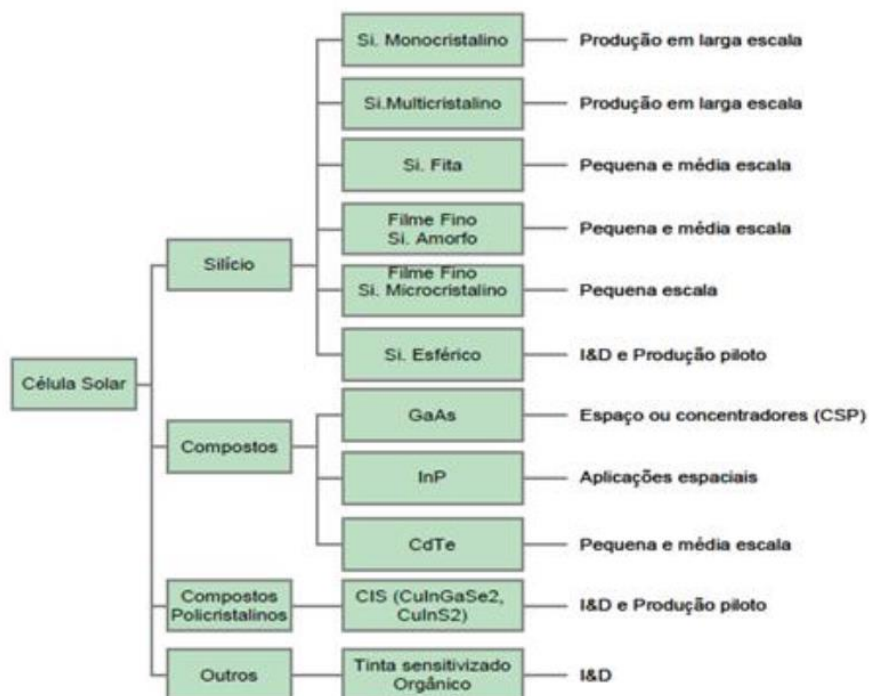 Si. Monocristalino
Produção em larga escala
Si.Multicristalino
Produção em larga escala
Si. Fita
Pequena e média escala
Filme Fino
Si. Amorfo
Pequena e média escala
Silício
Filme Fino
Si. Microcristalino
Pequena escala
Si. Esférico
I&D e Produção piloto
Célula Solar
GaAs
Espaço ou concentradores (CSP)
Compostos
InP
Aplicações espaciais
CdTe
Pequena e média escala
Compostos
Policristalinos
CIS (CuInGaSe2,
CuInS2)
I&D e Produção piloto
Outros
Tinta sensitivizado
Orgânico
I&D